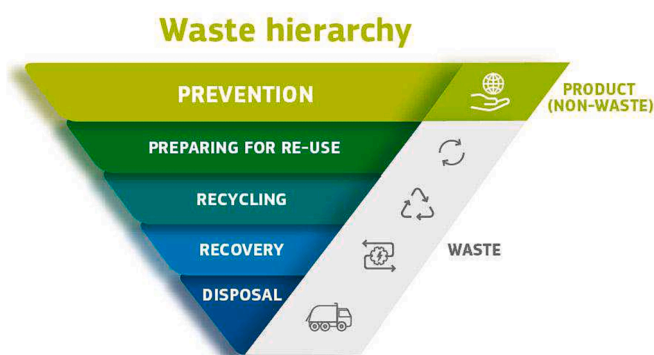 Waste hierarchy
PREVENTION
PRODUCT
(NON-WASTE)
PREPARING FOR RE-USE
RECYCLING
RECOVERY
WASTE
DISPOSAL